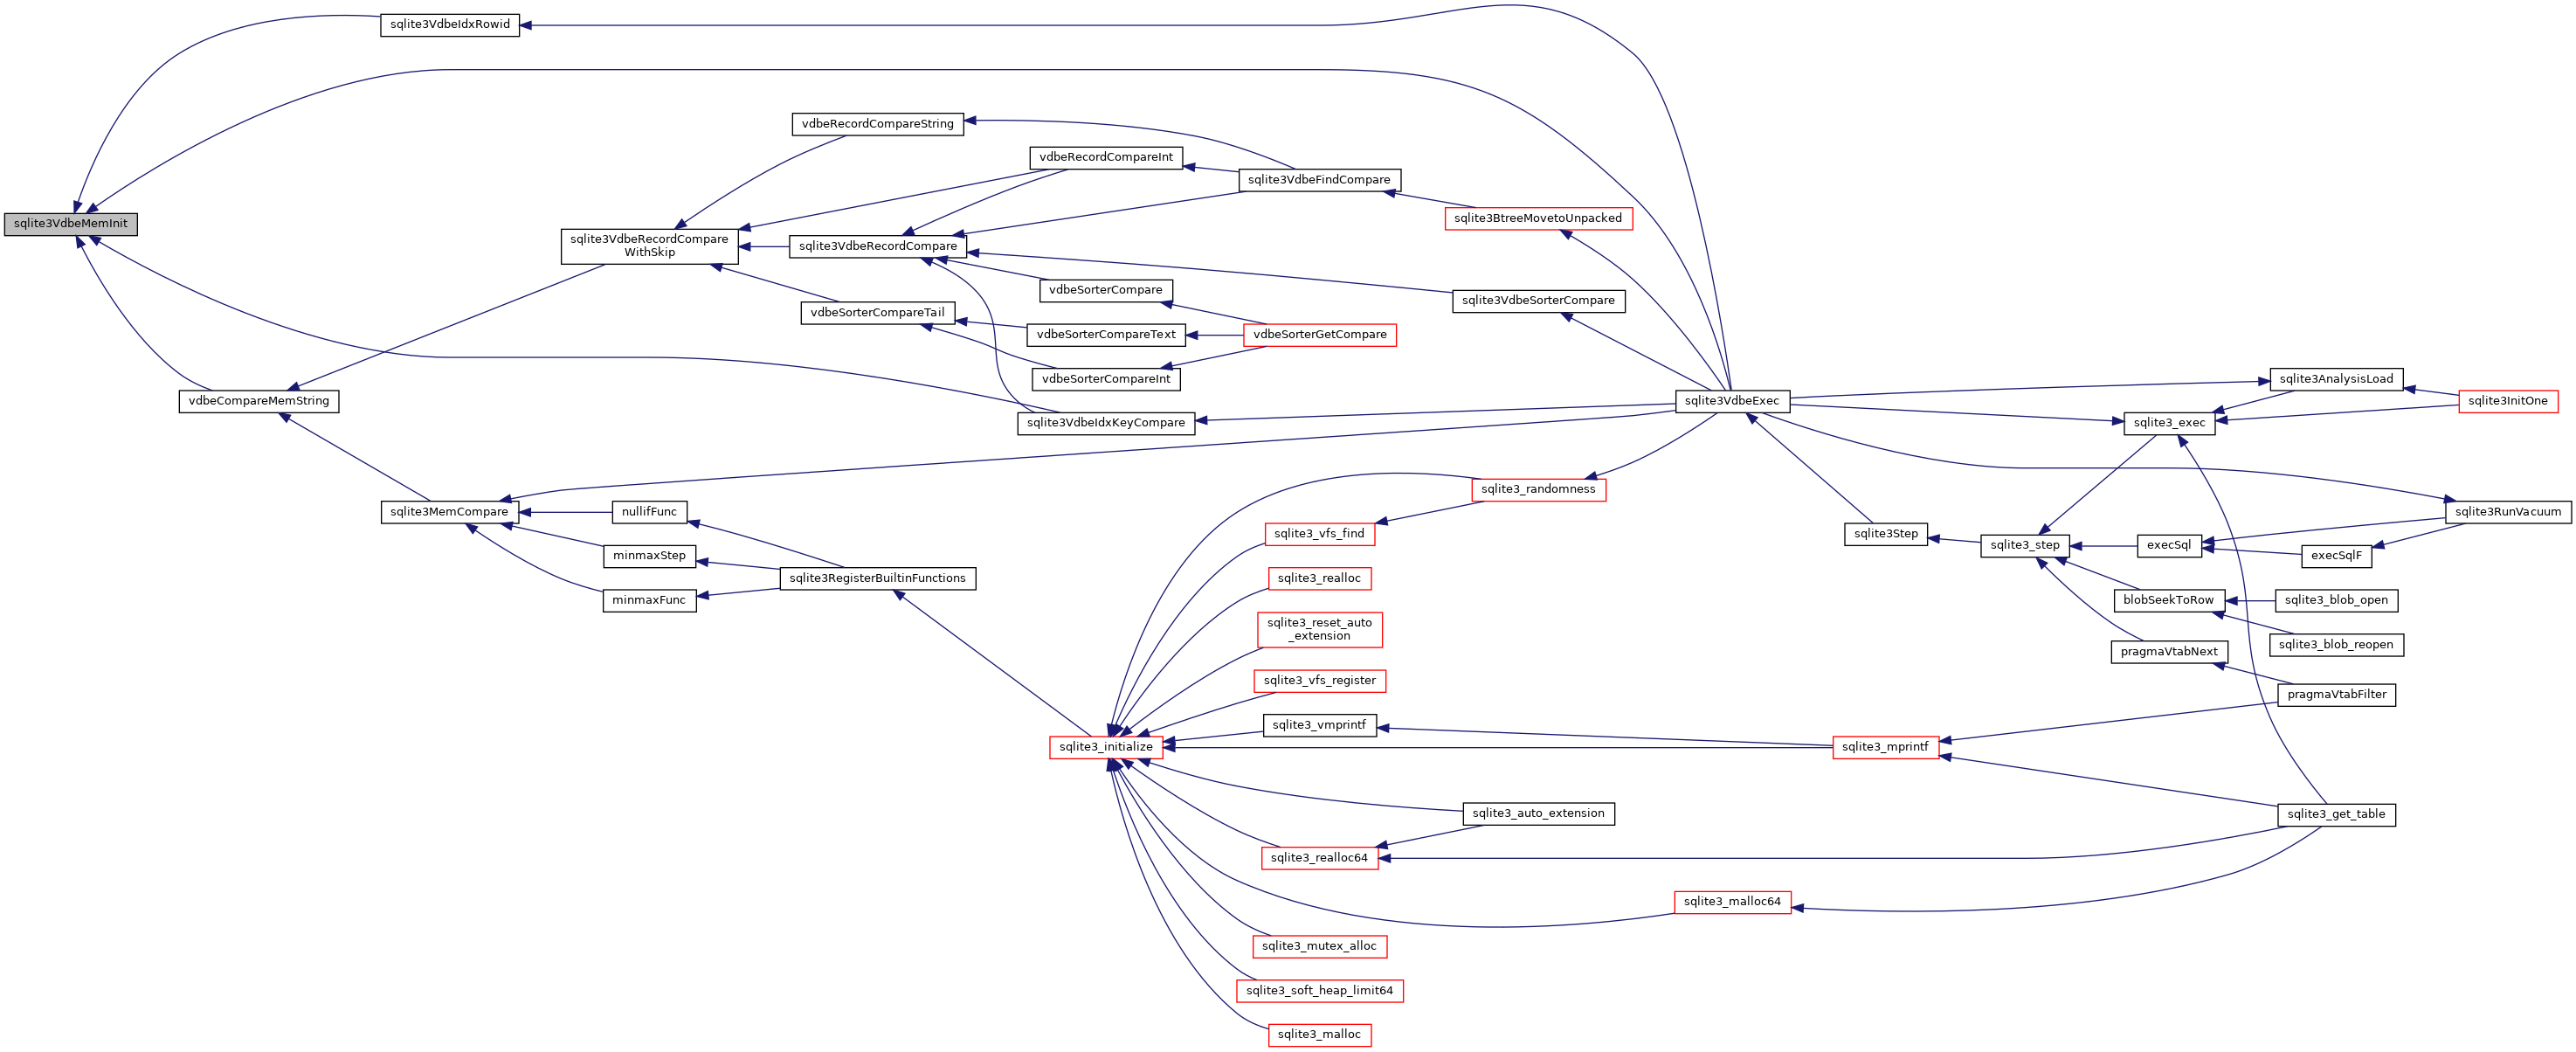 sqlite3VdbeMemInit
sqlite3VdbeIdxRowid
vdbeCompareMemString
sqlite3MemCompare
sqlite3VdbeRecordCompare
WithSkip
nullifFunc
minmaxStep
minmaxFunc
vdbeRecordCompareString
sqlite3VdbeRecordCompare
vdbeSorterCompareTail
sqlite3RegisterBuiltinFunctions
vdbeRecordCompareInt
vdbeSorterCompare
vdbeSorterCompareText
vdbeSorterCompareInt
sqlite3VdbeIdxKeyCompare
sqlite3_initialize
sqlite3VdbeFindCompare
vdbeSorterGetCompare
sqlite3_vfs_find
sqlite3_realloc
sqlite3_reset_auto
_extension
sqlite3_vfs_register
sqlite3_vmprintf
sqlite3_realloc64
sqlite3_mutex_alloc
sqlite3_soft_heap_limit64
sqlite3_malloc
sqlite3BtreeMovetoUnpacked
sqlite3VdbeSorterCompare
sqlite3_randomness
sqlite3_auto_extension
sqlite3VdbeExec
sqlite3_malloc64
sqlite3Step
sqlite3_mprintf
sqlite3_step
sqlite3_exec
execSql
blobSeekToRow
pragmaVtabNext
sqlite3AnalysisLoad
execSqlF
sqlite3_blob_open
sqlite3_blob_reopen
pragmaVtabFilter
sqlite3_get_table
sqlite3InitOne
sqlite3RunVacuum